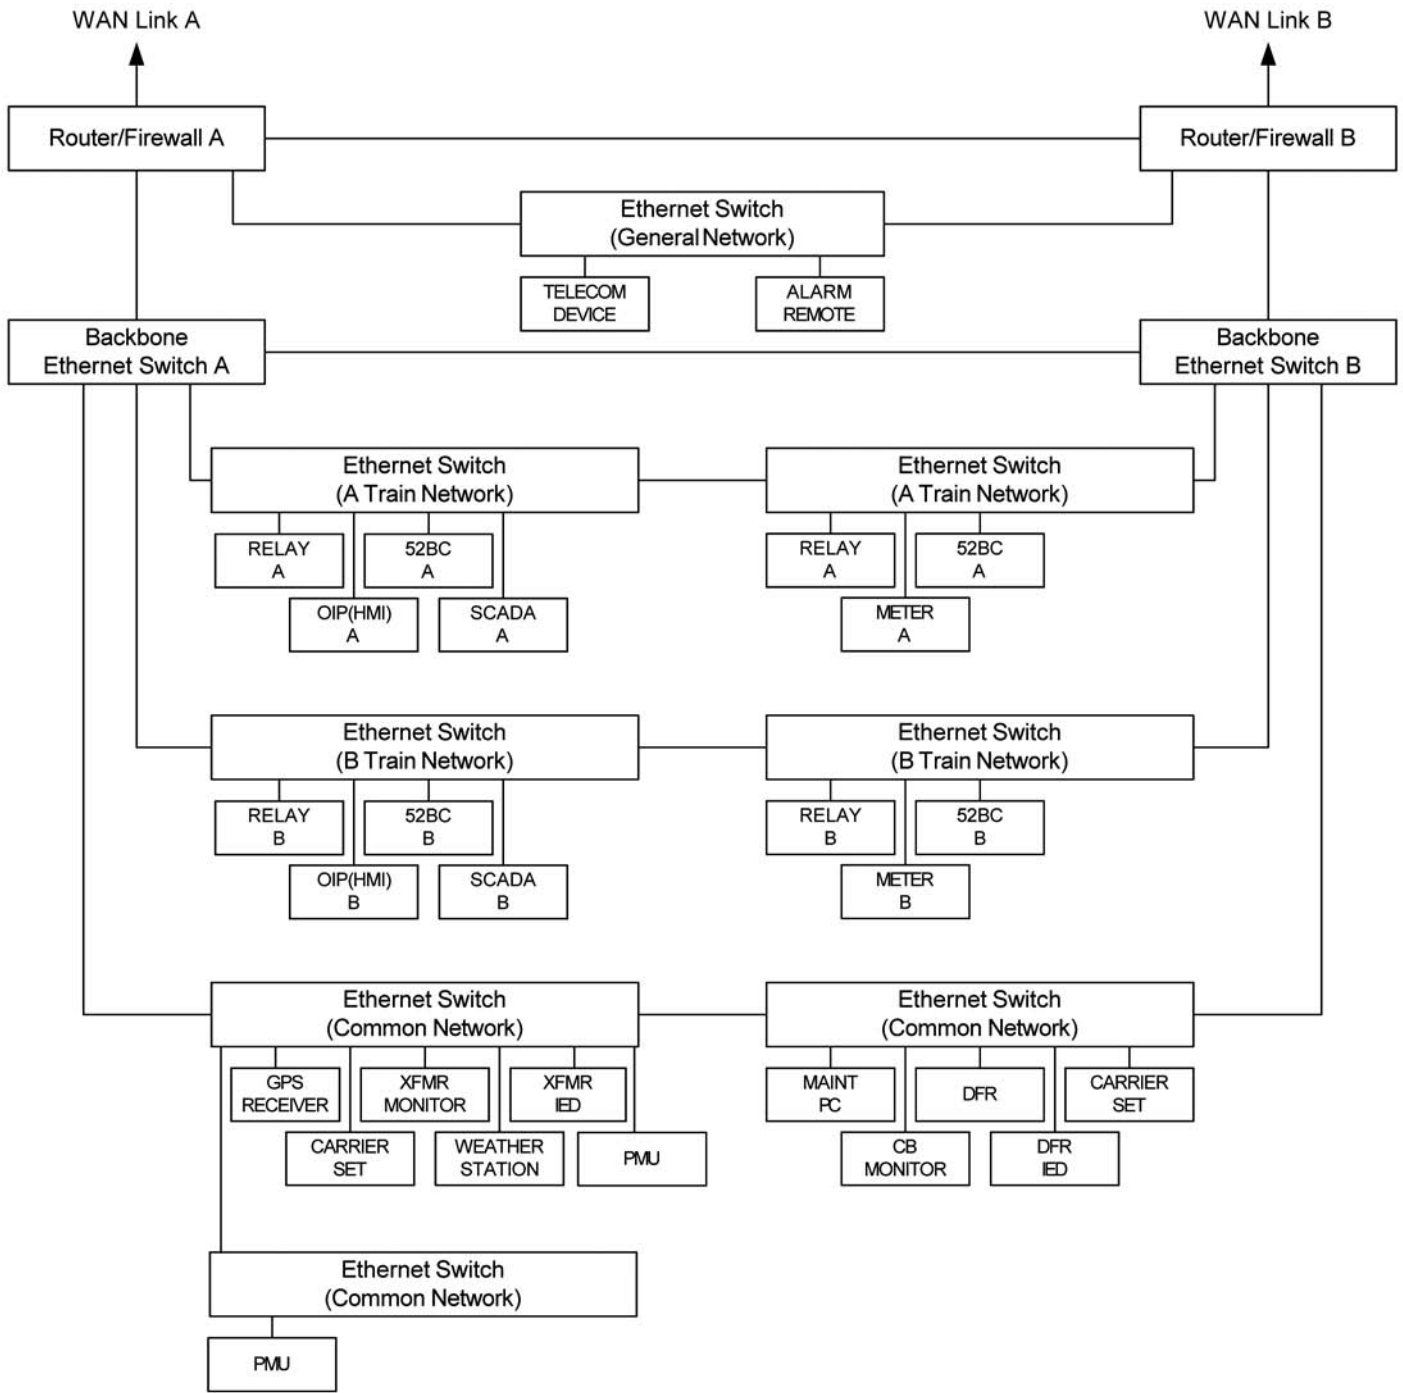 WAN Link A
WAN Link B
Router/Firewall A
Router/Firewall B
Ethernet Switch
(General Network)
TELECOM
DEVICE
ALARM
REMOTE
Backbone
Ethernet Switch A
Backbone
Ethernet Switch B
Ethernet Switch
(A Train Network)
Ethernet Switch
(A Train Network)
RELAY
A
52BC
A
RELAY
A
52BC
A
OIP(HMI)
A
SCADA
A
METER
A
Ethernet Switch
(B Train Network)
Ethernet Switch
(B Train Network)
RELAY
B
52BC
B
RELAY
B
52BC
B
OIP(HMI)
B
SCADA
B
METER
B
Ethernet Switch
(Common Network)
Ethernet Switch
(Common Network)
GPS
RECEIVER
XFMR
MONITOR
XFMR
IED
MAINT
PC
DFR
CARRIER
SET
CARRIER
SET
WEATHER
STATION
PMU
CB
MONITOR
DFR
IED
Ethernet Switch
(Common Network)
PMU